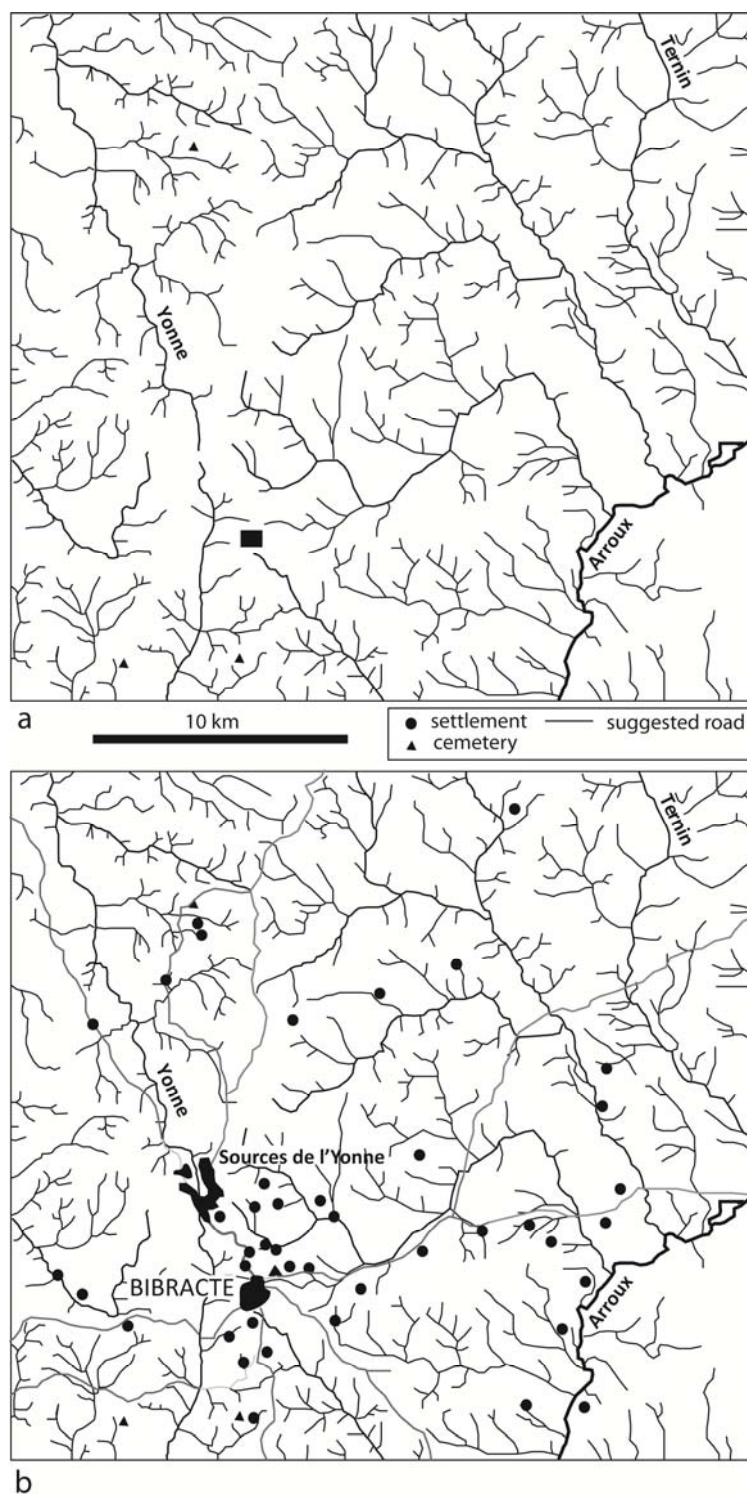 Ternin
Yonne
Arroux
a
10 km
settlement
suggested road
cemetery
Ternin
Yonne
Sources de l'Yonne
BIBRACTE
Arroux
b